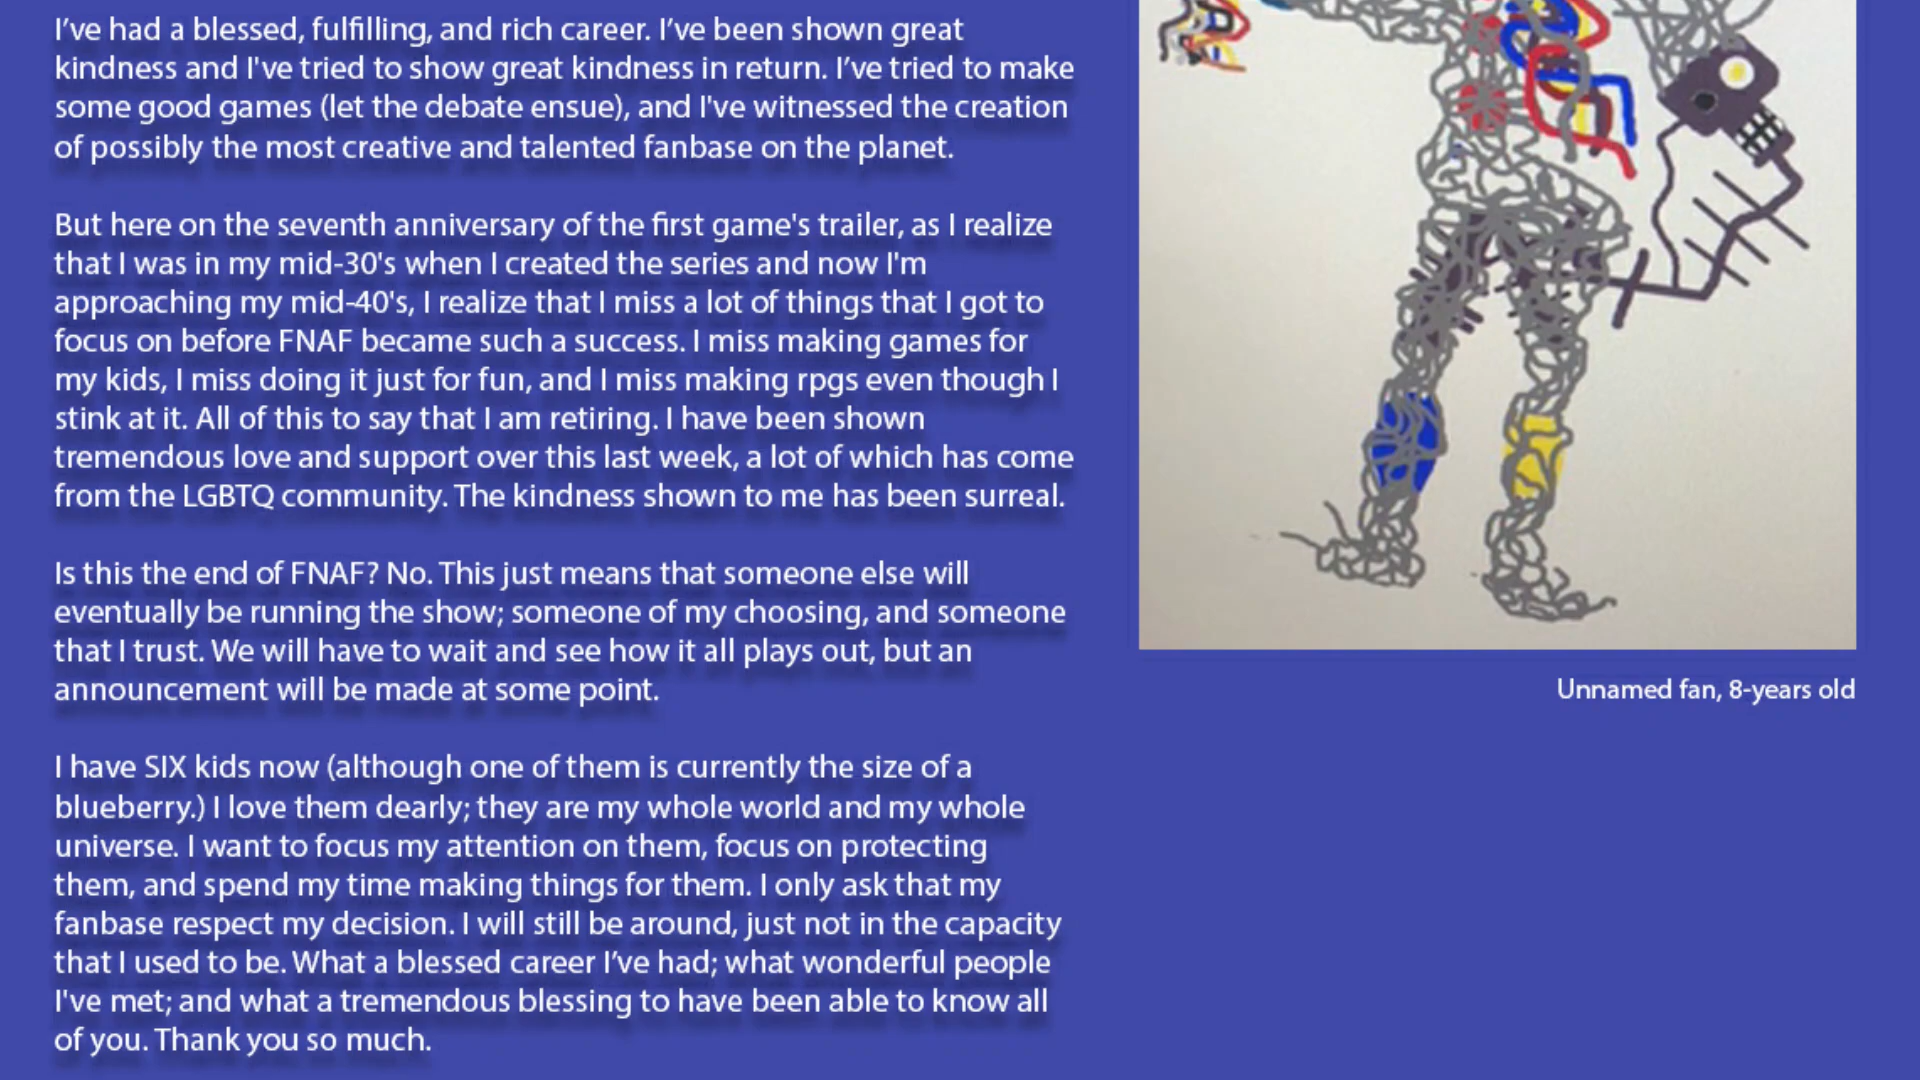 I’ve had a blessed, fulfilling, and rich career. I’ve been shown great
kindness and I've tried to show great kindness in return. I’ve tried to make
some good games (let the debate ensue), and I've witnessed the creation
of possibly the most creative and talented fanbase on the planet.
But here on the seventh anniversary of the first game's trailer, as I realize
that I was in my mid-30's when I created the series and now I'm
approaching my mid-40's, I realize that I miss a lot of things that I got to
focus on before FNAF became such a success. I miss making games for
my kids, I miss doing it just for fun, and I miss making rpgs even though I
stink at it. All of this to say that I am retiring. I have been shown
tremendous love and support over this last week, a lot of which has come
from the LGBTQ community. The kindness shown to me has been surreal.
Is this the end of FNAF? No. This just means that someone else will
eventually be running the show; someone of my choosing, and someone
that I trust. We will have to wait and see how it all plays out, but an
announcement will be made at some point.
I have SIX kids now (although one of them is currently the size of a
blueberry.) I love them dearly; they are my whole world and my whole
universe. I want to focus my attention on them, focus on protecting
them, and spend my time making things for them. I only ask that my
fanbase respect my decision. I will still be around, just not in the capacity
that I used to be. What a blessed career I’ve had; what wonderful people
I've met; and what a tremendous blessing to have been able to know all
of you. Thank you so much.
Unnamed fan, 8-years old